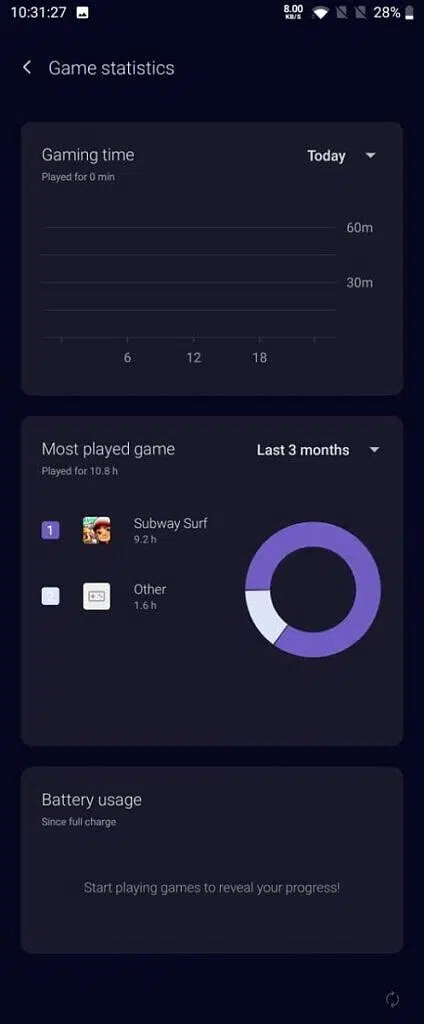 10:31:27
8.00
KB/S
28%
Game statistics
Gaming time
Today
Played for 0 min
60m
30m
6 12 18
Most played game
Last 3 months
Played for 10.8 h
1
Subway Surf
9.2 h
2
Other
1.6 h
Battery usage
Since full charge
Start playing games to reveal your progress!